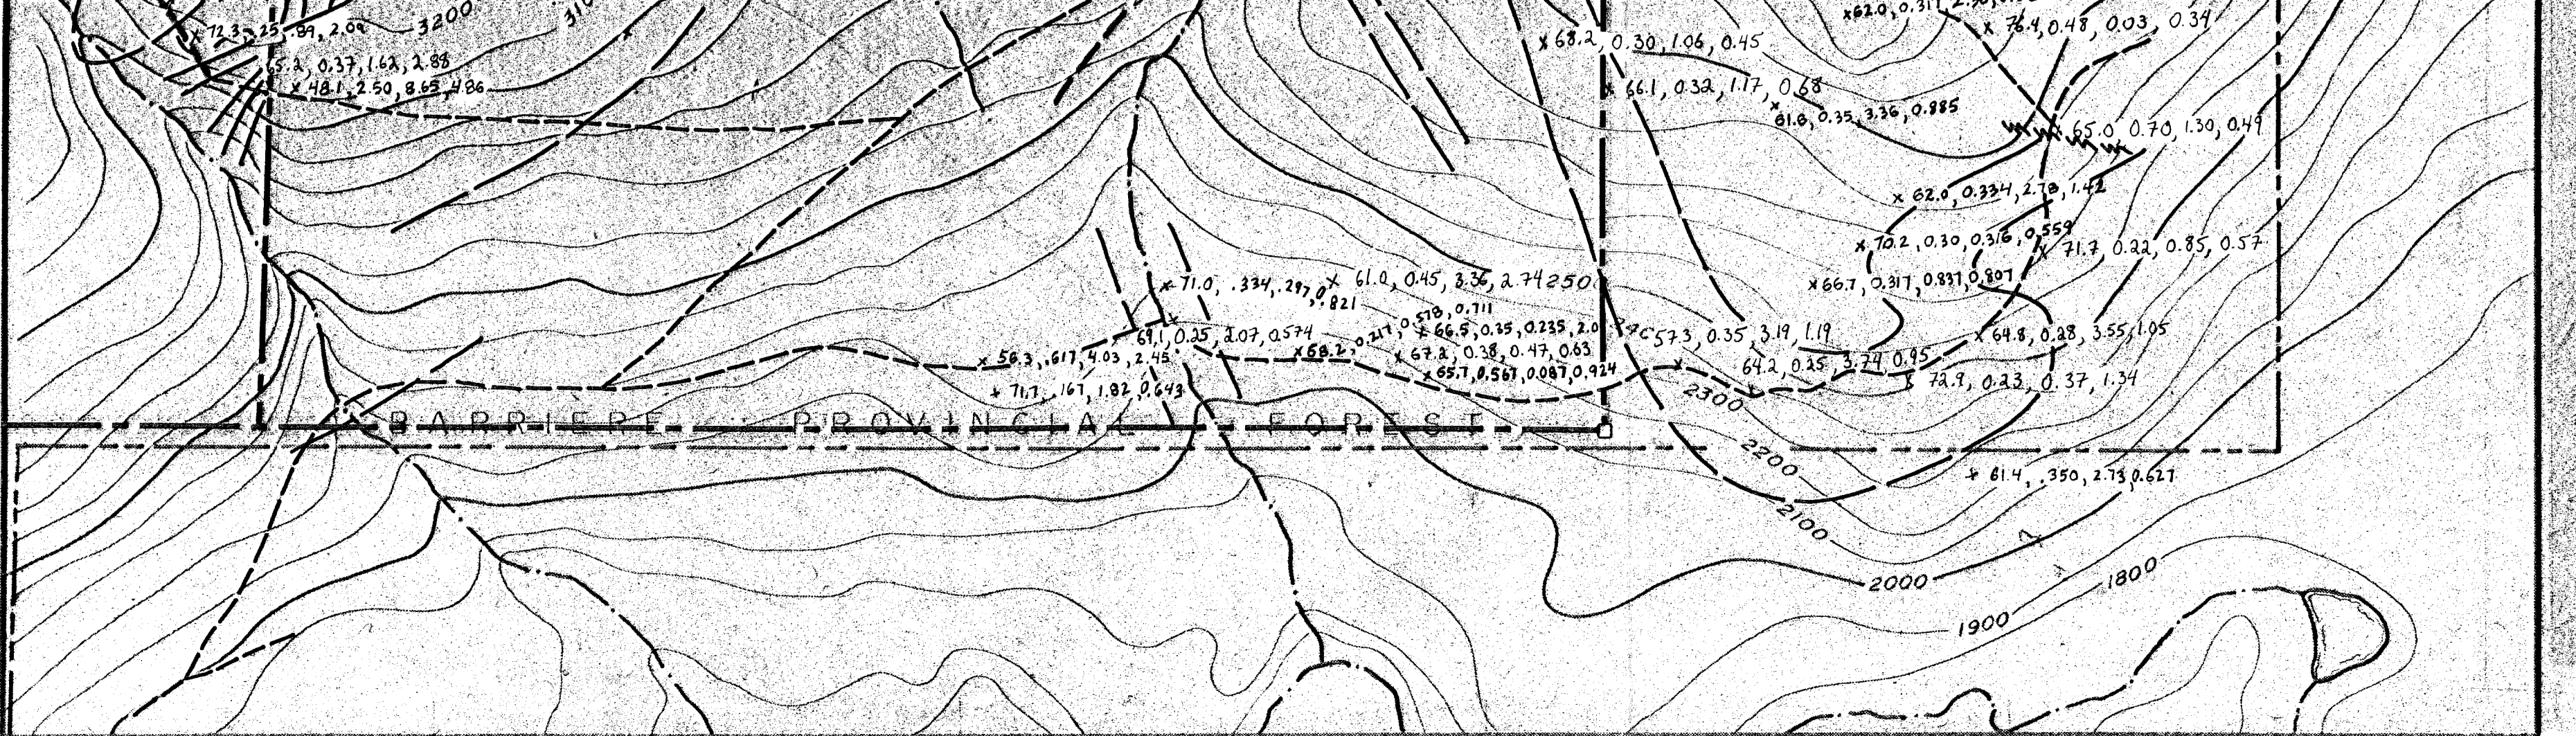 72.3, .25, .89, 2.09
3200
65.2, 0.37, 1.62, 2.88
48.1, 2.50, 8.65, 4.86
68.2, 0.30, 1.06, 0.45
76.4, 0.48, 0.03, 0.34
66.1, 0.32, 1.17, 0.68
61.8, 0.35, 3.36, 0.885
65.0, 0.70, 1.30, 0.49
62.0, 0.334, 2.78, 1.42
70.2, 0.30, 0.316, 0.559
71.7, 0.22, 0.85, 0.57
66.7, 0.317, 0.837, 0.807
71.0, .334, .297, 0.821
61.0, 0.45, 3.36, 2.74
2500
69.1, 0.25, 2.07, 0.574
68.2, 0.217, 0.578, 0.711
66.5, 0.35, 0.235, 2.0
57.3, 0.35, 3.19, 1.19
64.8, 0.28, 3.55, 1.05
56.3, .617, 4.03, 2.45
67.2, 0.38, 0.47, 0.63
64.2, 0.25, 3.74, 0.95
65.7, 0.567, 0.087, 0.924
72.9, 0.23, 0.37, 1.34
71.7, .167, 1.82, 0.643
2300
BARRIERE PROVINCIAL FOREST
2200
61.4, .350, 2.73, 0.627
2100
2000
1800
1900